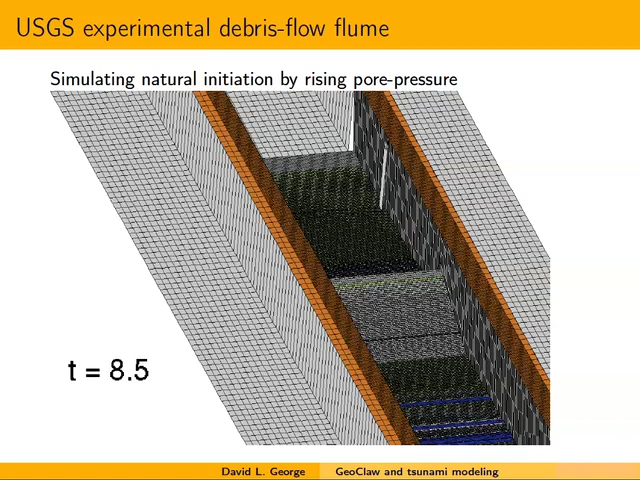 USGS experimental debris-flow flume
Simulating natural initiation by rising pore-pressure
t = 8.5
David L. George
GeoClaw and tsunami modeling